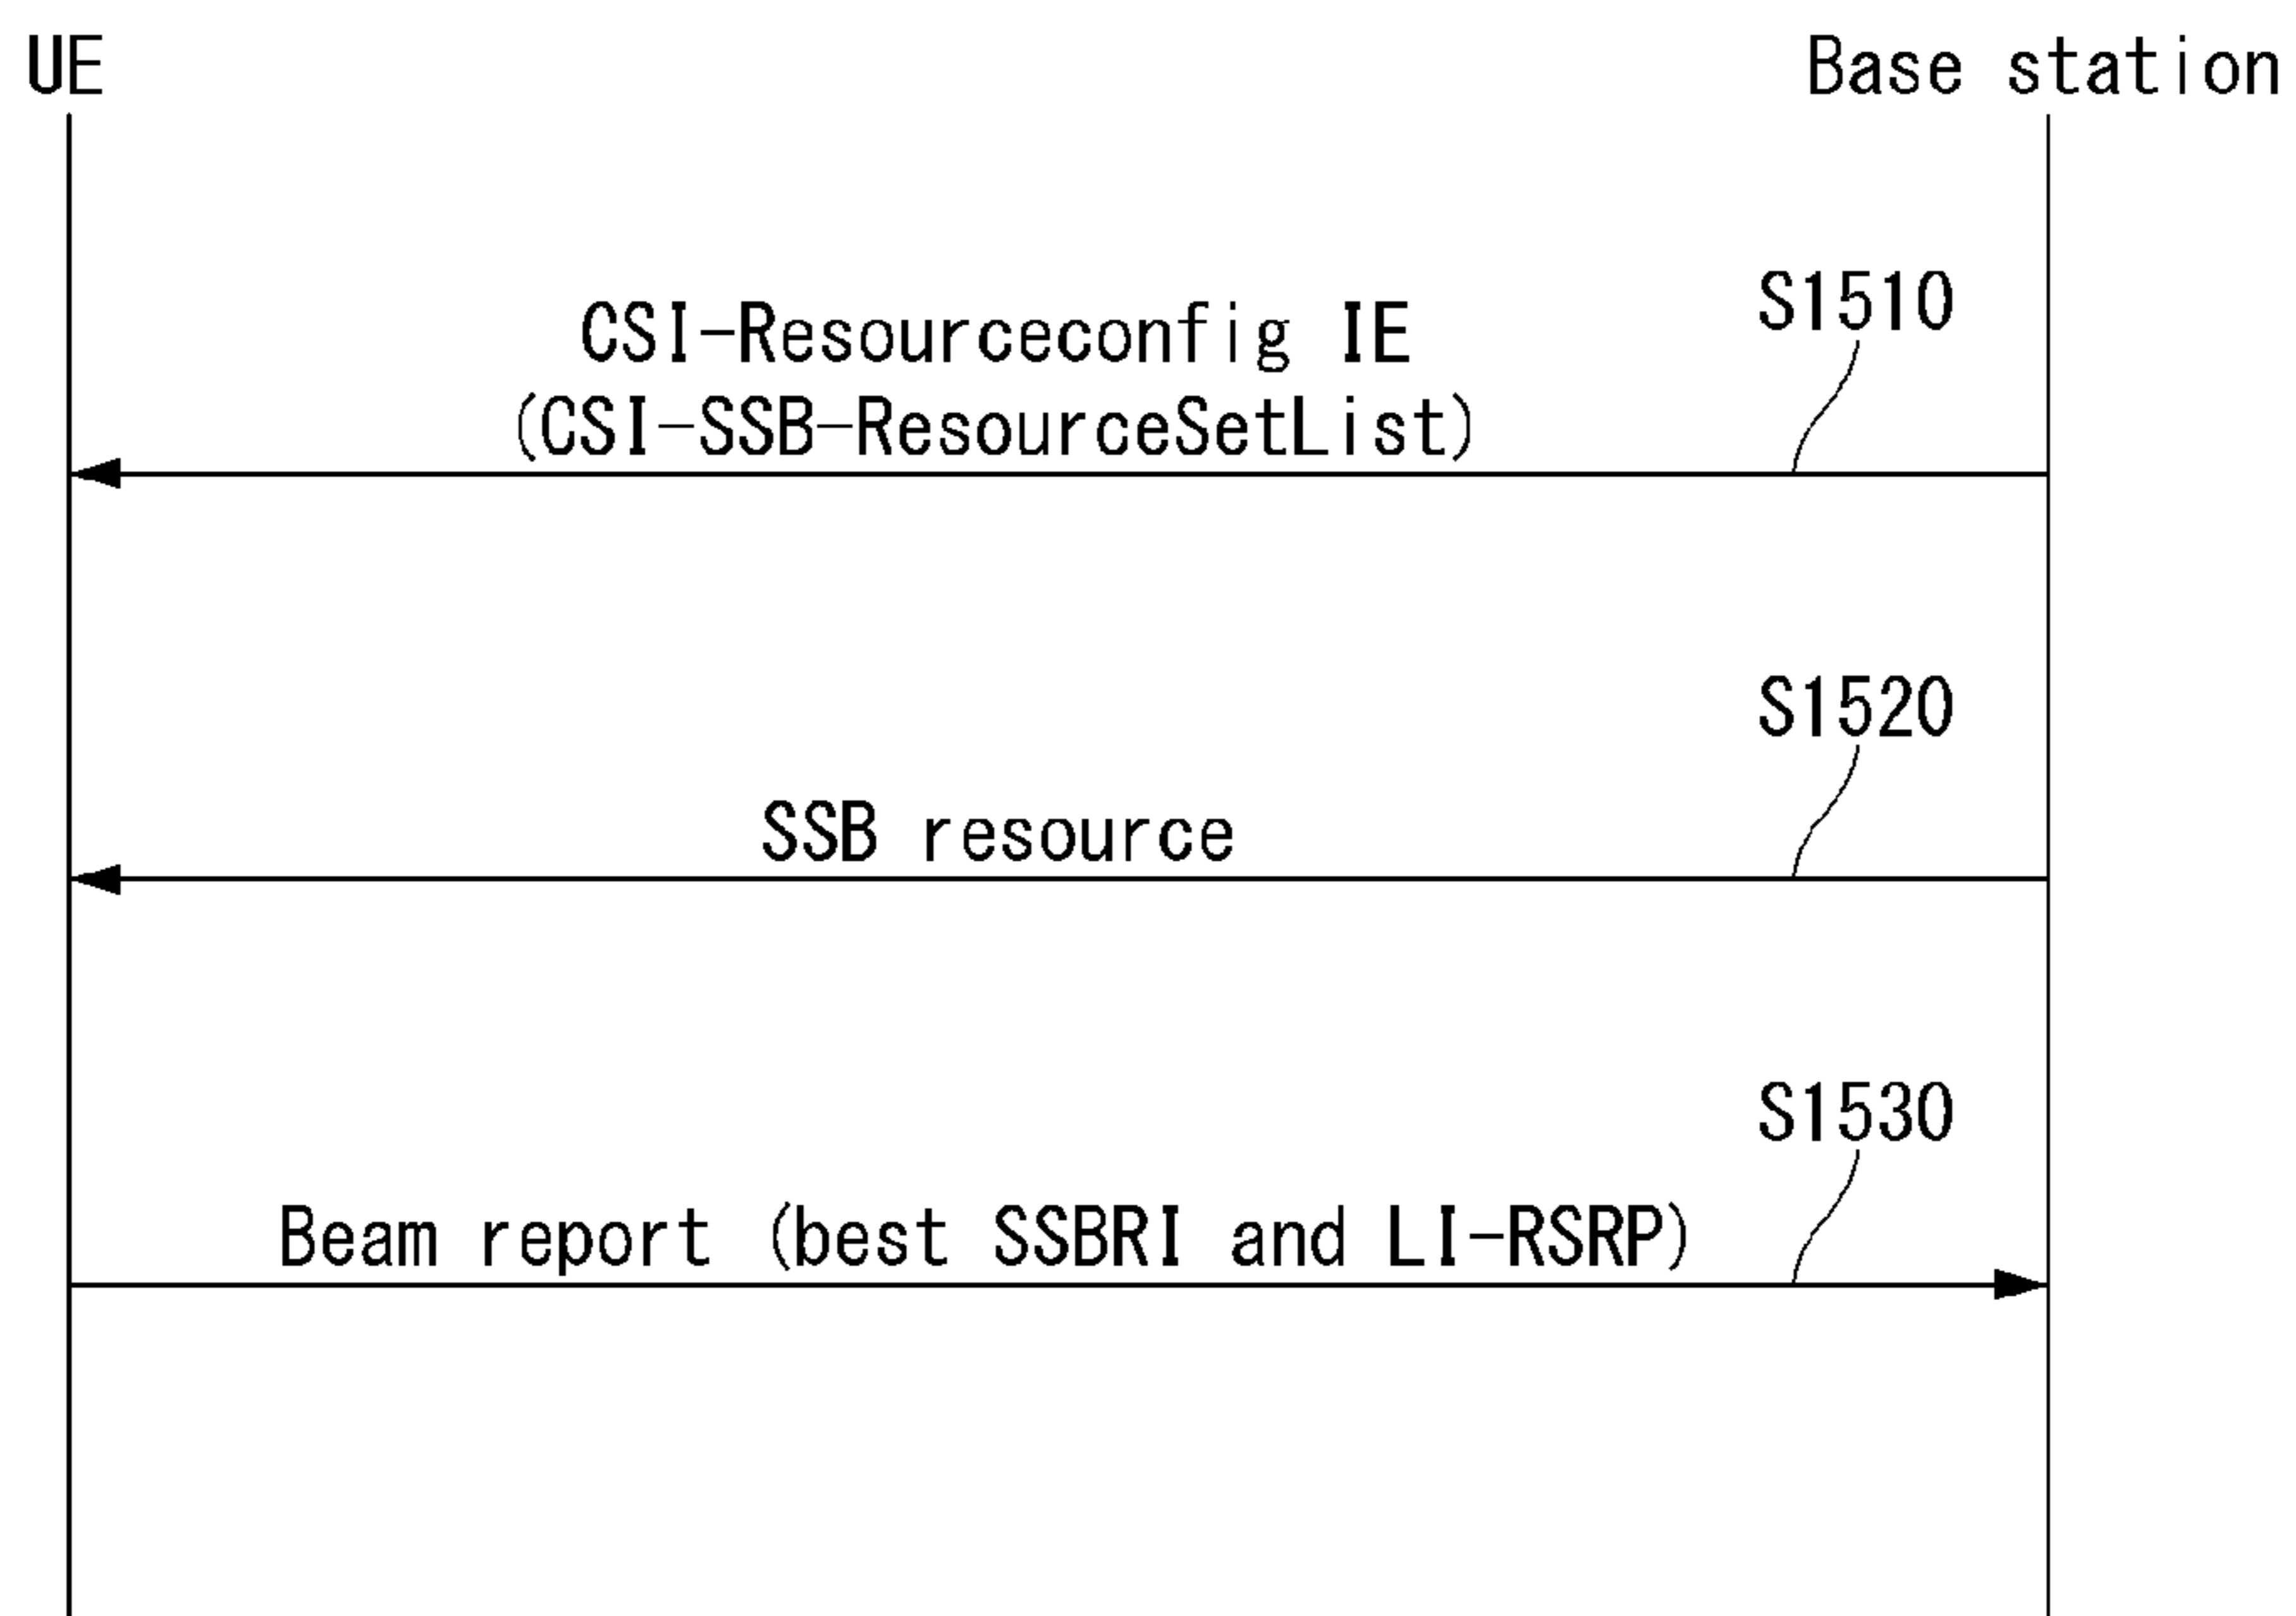 UE
Base station
S1510
CSI-Resourceconfig IE
(CSI-SSB-ResourceSetList)
S1520
SSB resource
S1530
Beam report (best SSBRI and LI-RSRP)